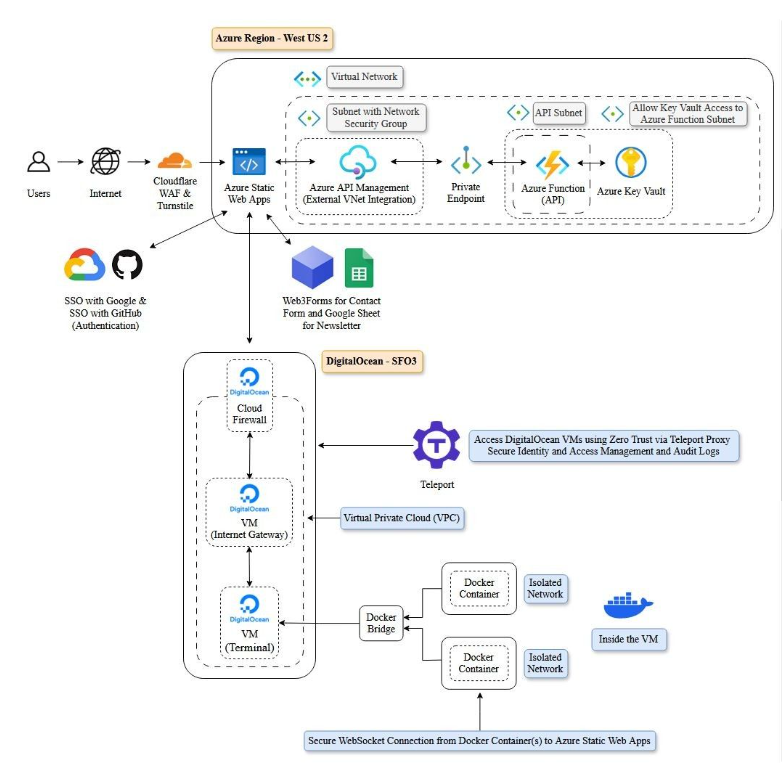 Azure Region - West US 2
Virtual Network
Subnet with Network
Security Group
API Subnet
Allow Key Vault Access to
Azure Function Subnet
Users
Internet
Cloudflare
WAF &
Turnstile
Azure Static
Web Apps
Azure API Management
(External VNet Integration)
Private
Endpoint
Azure Function
(API)
Azure Key Vault
SSO with Google &
SSO with GitHub
(Authentication)
Web3Forms for Contact
Form and Google Sheet
for Newsletter
DigitalOcean - SFO3
DigitalOcean
Cloud
Firewall
Access DigitalOcean VMs using Zero Trust via Teleport Proxy
Secure Identity and Access Management and Audit Logs
Teleport
DigitalOcean
VM
(Internet Gateway)
Virtual Private Cloud (VPC)
DigitalOcean
VM
(Terminal)
Docker
Bridge
Docker
Container
Isolated
Network
Docker
Container
Isolated
Network
Inside the VM
Secure WebSocket Connection from Docker Container(s) to Azure Static Web Apps